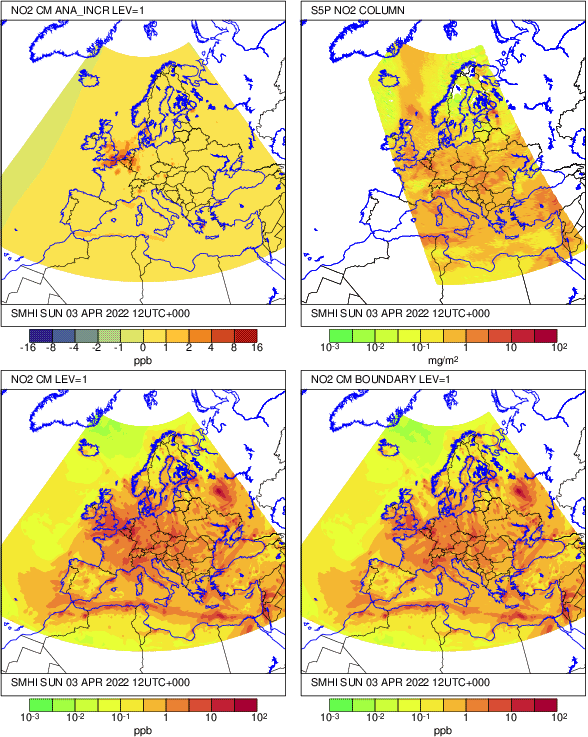 NO2 CM ANA_INCR LEV=1
SMHI SUN 03 APR 2022 12UTC+000
-16 -8 -4 -2 -1 0 1 2 4 8 16
ppb
S5P NO2 COLUMN
SMHI SUN 03 APR 2022 12UTC+000
10-3 10-2 10-1 1 10 102
mg/m2
NO2 CM LEV=1
SMHI SUN 03 APR 2022 12UTC+000
10-3 10-2 10-1 1 10 102
ppb
NO2 CM BOUNDARY LEV=1
SMHI SUN 03 APR 2022 12UTC+000
10-3 10-2 10-1 1 10 102
ppb